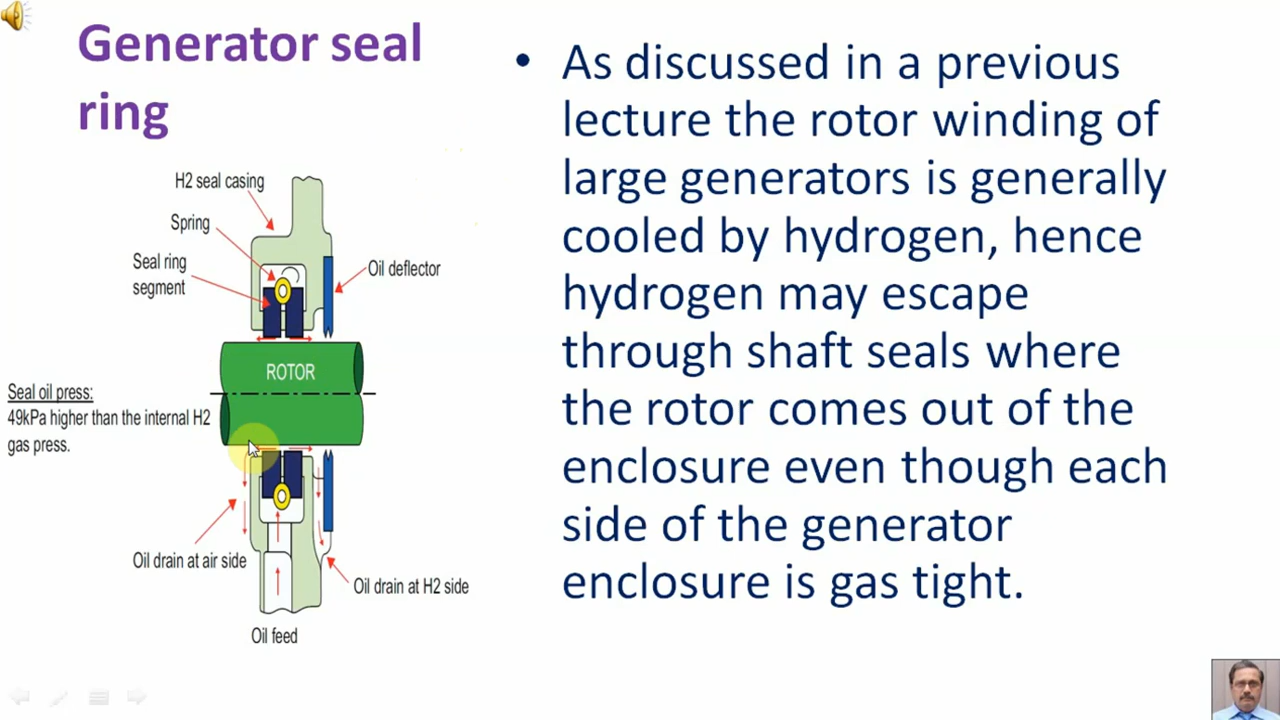 Generator seal
ring
H2 seal casing
Spring
Seal ring
segment
Oil deflector
ROTOR
Seal oil press:
49kPa higher than the internal H2
gas press.
Oil drain at air side
Oil drain at H2 side
Oil feed
• As discussed in a previous
lecture the rotor winding of
large generators is generally
cooled by hydrogen, hence
hydrogen may escape
through shaft seals where
the rotor comes out of the
enclosure even though each
side of the generator
enclosure is gas tight.